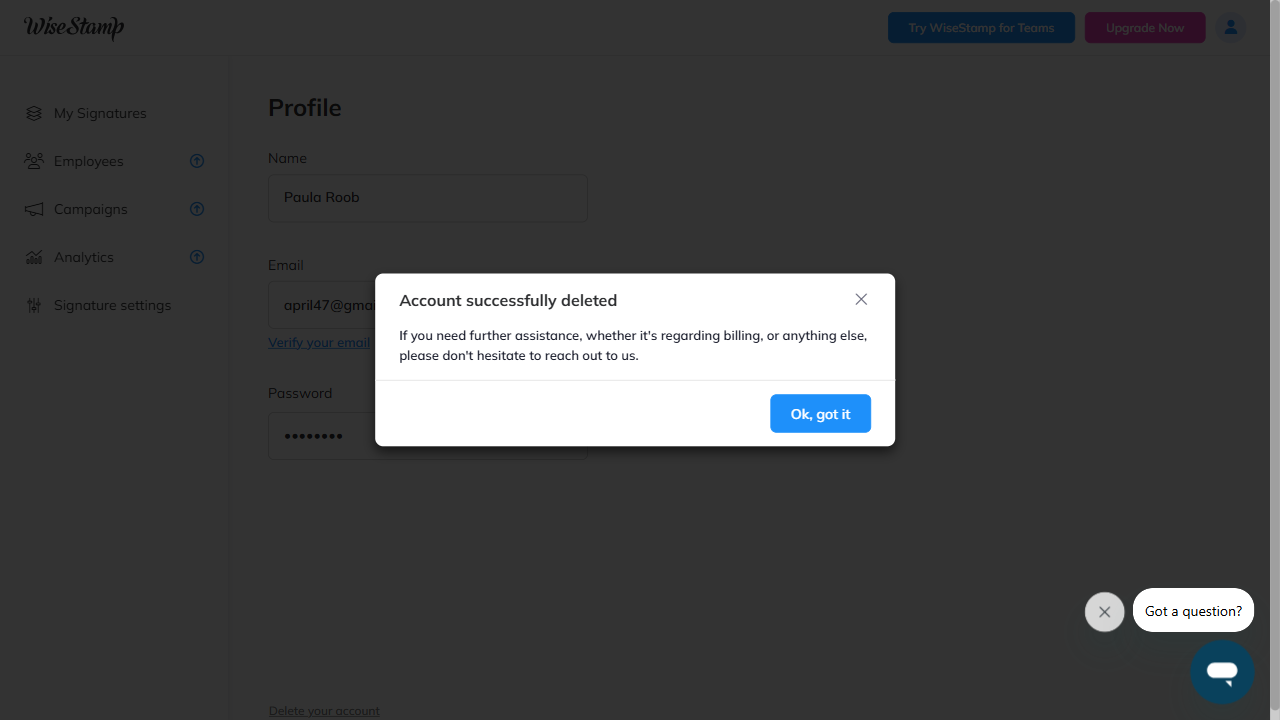 WiseStamp
Try WiseStamp for Teams
Upgrade Now
My Signatures
Employees
Campaigns
Analytics
Signature settings
Profile
Name
Paula Roob
Email
april47@gmai
Verify your email
Password
Account successfully deleted
If you need further assistance, whether it's regarding billing, or anything else,
please don't hesitate to reach out to us.
Ok, got it
Got a question?
Delete your account